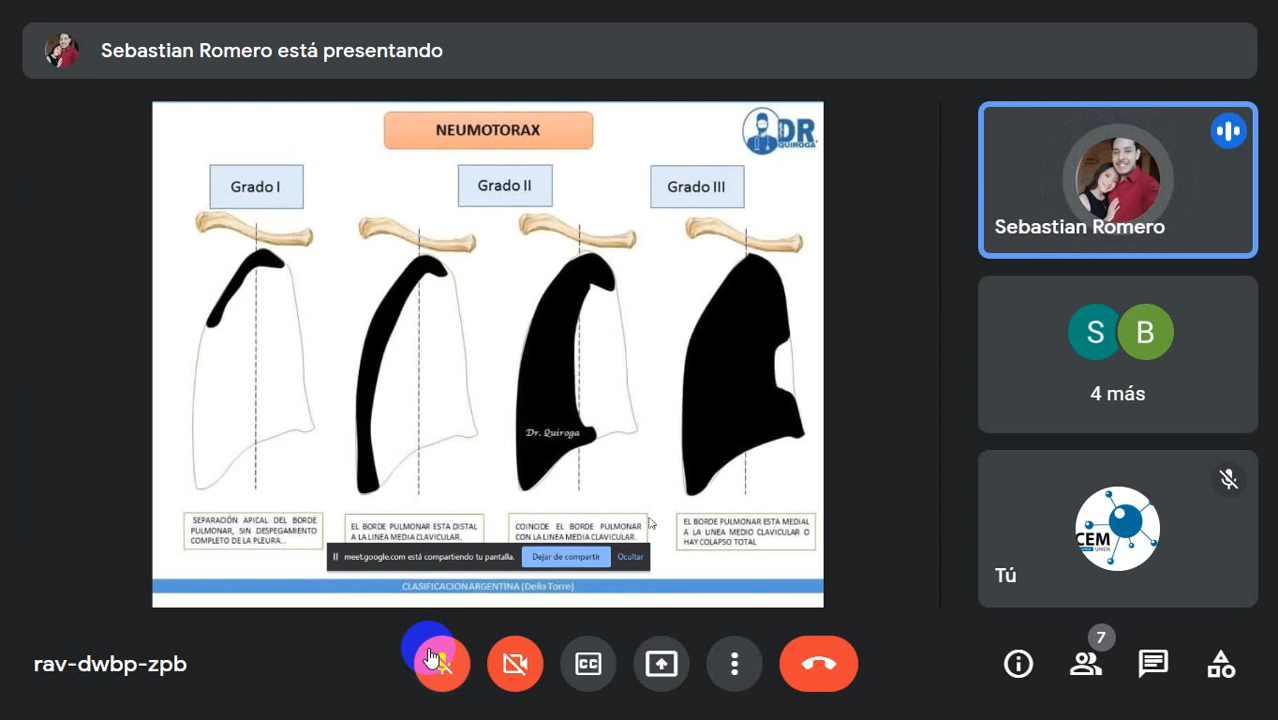 Sebastian Romero está presentando
NEUMOTORAX
DR
QUIROGA
Grado I
Grado II
Grado III
Dr. Quiroga
SEPARACIÓN APICAL DEL BORDE
PULMONAR, SIN DESPEGAMIENTO
COMPLETO DE LA PLEURA..
EL BORDE PULMONAR ESTA DISTAL
A LA LINEA MEDIA CLAVICULAR.
COINCIDE EL BORDE PULMONAR
CON LA LINEA MEDIA CLAVICULAR.
EL BORDE PULMONAR ESTA MEDIAL
A LA LINEA MEDIO CLAVICULAR O
HAY COLAPSO TOTAL
meet.google.com está compartiendo tu pantalla.
Dejar de compartir
Ocultar
CLASIFICACION ARGENTINA (Della Torre)
Sebastian Romero
S
B
4 más
CEM
UNION
Tú
rav-dwbp-zpb
CC
7